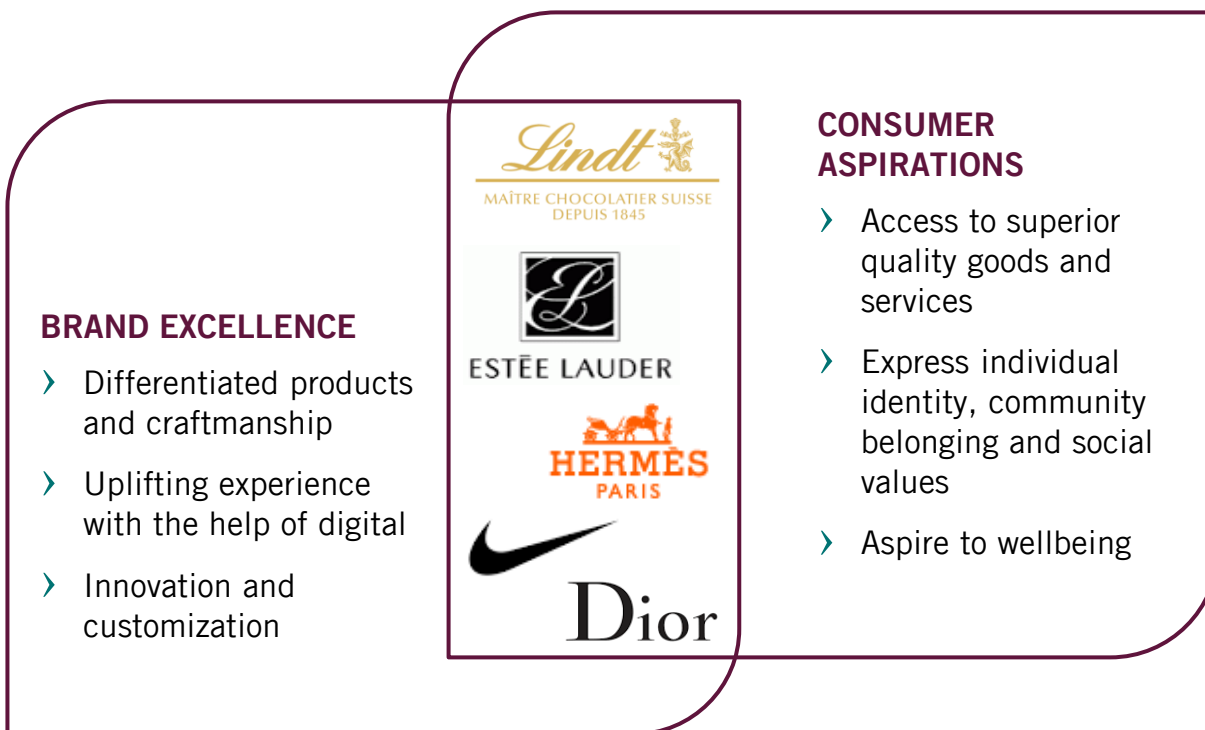 BRAND EXCELLENCE
Differentiated products
and craftmanship
Uplifting experience
with the help of digital
Innovation and
customization
Lindt
MAÎTRE CHOCOLATIER SUISSE
DEPUIS 1845
ESTĒE LAUDER
HERMÈS
PARIS
Dior
CONSUMER
ASPIRATIONS
Access to superior
quality goods and
services
Express individual
identity, community
belonging and social
values
Aspire to wellbeing